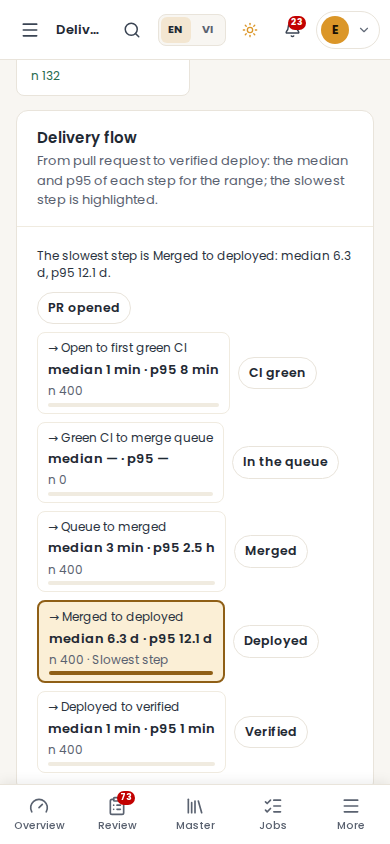 Deliv...
EN
VI
23
E
n 132
Delivery flow
From pull request to verified deploy: the median
and p95 of each step for the range; the slowest
step is highlighted.
The slowest step is Merged to deployed: median 6.3
d, p95 12.1 d.
PR opened
→ Open to first green CI
median 1 min · p95 8 min
n 400
CI green
→ Green CI to merge queue
median — · p95 —
n 0
In the queue
→ Queue to merged
median 3 min · p95 2.5 h
n 400
Merged
→ Merged to deployed
median 6.3 d · p95 12.1 d
n 400 · Slowest step
Deployed
→ Deployed to verified
median 1 min · p95 1 min
n 400
Verified
73
Overview
Review
Master
Jobs
More